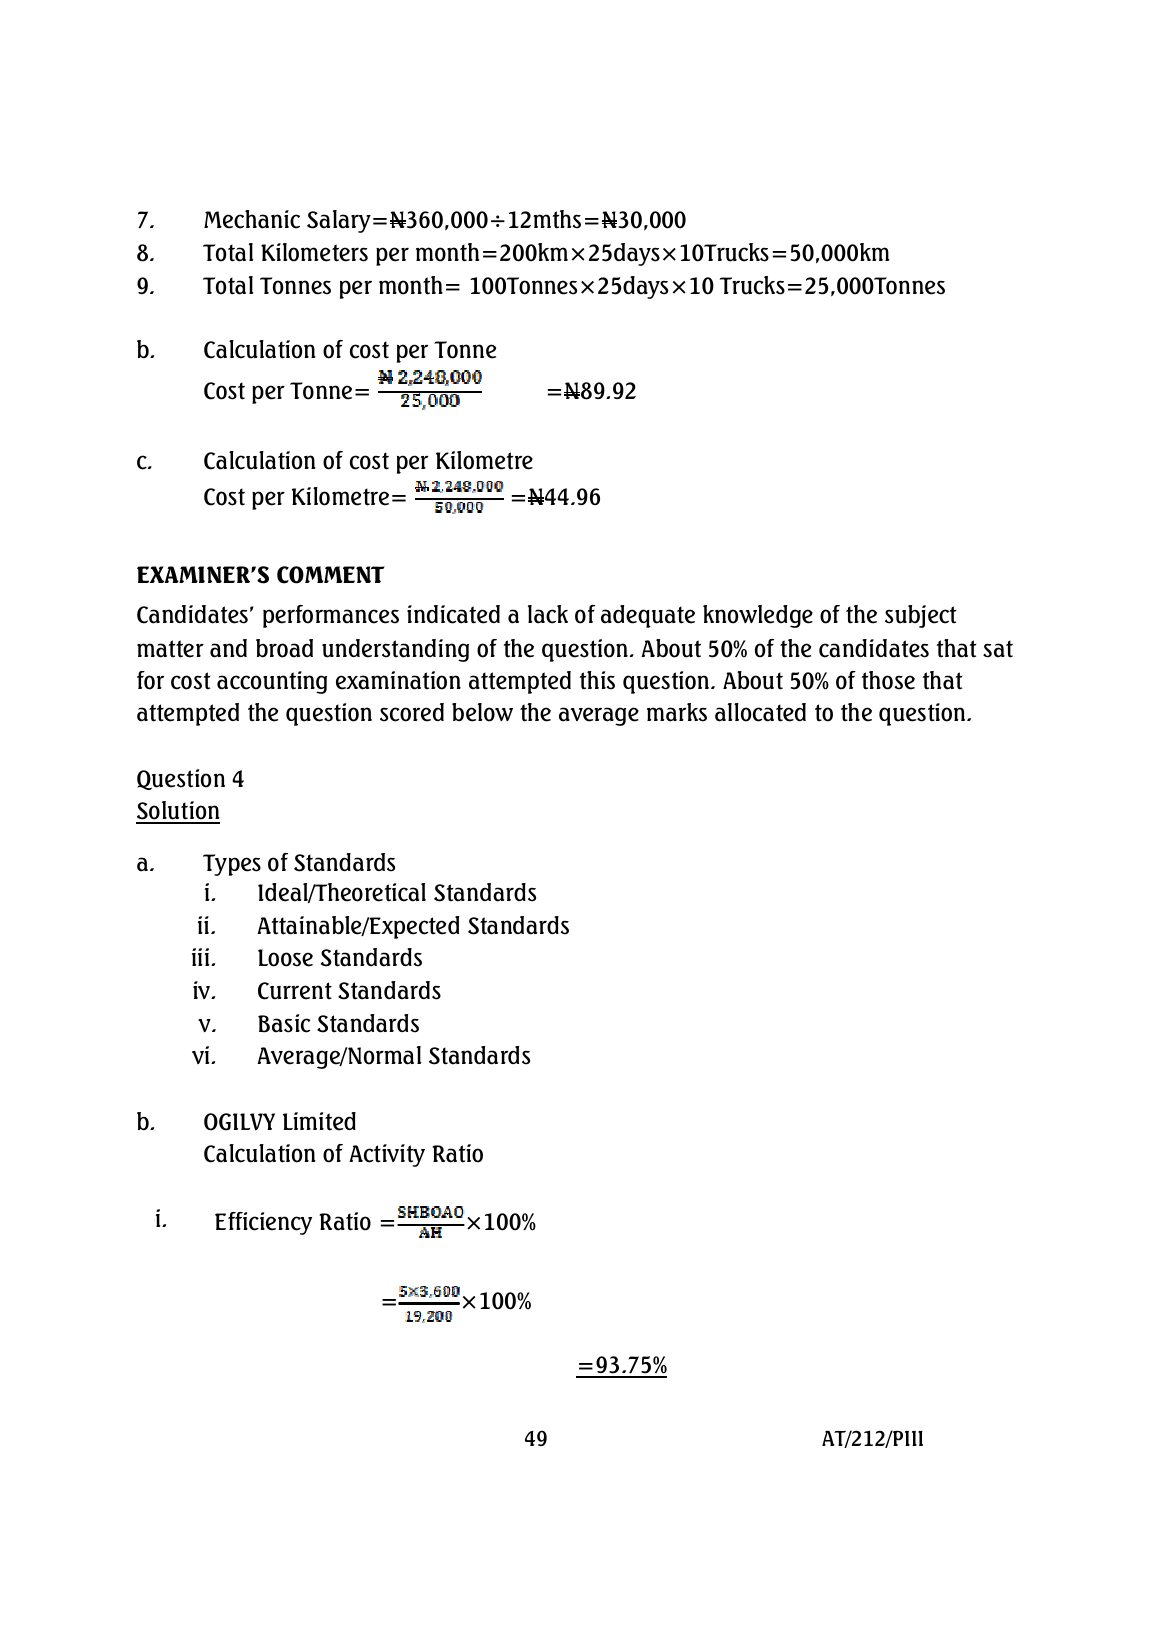 7. Mechanic Salary=₦360,000÷12mths=₦30,000
8. Total Kilometers per month=200km×25days×10Trucks=50,000km
9. Total Tonnes per month= 100Tonnes×25days×10 Trucks=25,000Tonnes
b. Calculation of cost per Tonne
₦ 2,248,000
Cost per Tonne= =₦89.92
25,000
c. Calculation of cost per Kilometre
₦ 2,248,000
Cost per Kilometre= =₦44.96
50,000
EXAMINER'S COMMENT
Candidates' performances indicated a lack of adequate knowledge of the subject
matter and broad understanding of the question. About 50% of the candidates that sat
for cost accounting examination attempted this question. About 50% of those that
attempted the question scored below the average marks allocated to the question.
Question 4
Solution
a. Types of Standards
i. Ideal/Theoretical Standards
ii. Attainable/Expected Standards
iii. Loose Standards
iv. Current Standards
v. Basic Standards
vi. Average/Normal Standards
b. OGILVY Limited
Calculation of Activity Ratio
SHBOAO
i. Efficiency Ratio = ×100%
AH
5×3,600
= ×100%
19,200
=93.75%
49 AT/212/PIII